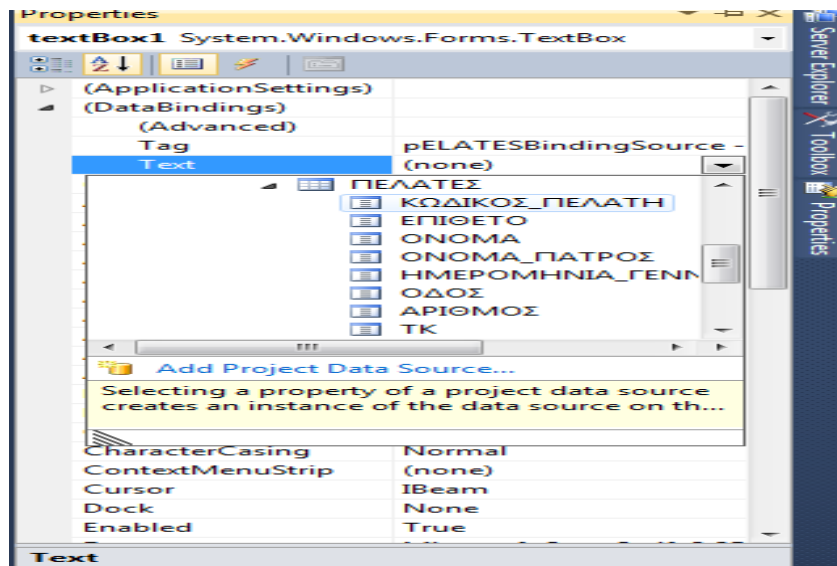 Properties
textBox1 System.Windows.Forms.TextBox
(ApplicationSettings)
(DataBindings)
(Advanced)
Tag pELATESBindingSource -
Text (none)
ΠΕΛΑΤΕΣ
ΚΩΔΙΚΟΣ_ΠΕΛΑΤΗ
ΕΠΙΘΕΤΟ
ΟΝΟΜΑ
ΟΝΟΜΑ_ΠΑΤΡΟΣ
ΗΜΕΡΟΜΗΝΙΑ_ΓΕΝΝ
ΟΔΟΣ
ΑΡΙΘΜΟΣ
ΤΚ
Add Project Data Source...
Selecting a property of a project data source
creates an instance of the data source on th...
CharacterCasing Normal
ContextMenuStrip (none)
Cursor IBeam
Dock None
Enabled True
Text
Server Explorer
Toolbox
Properties